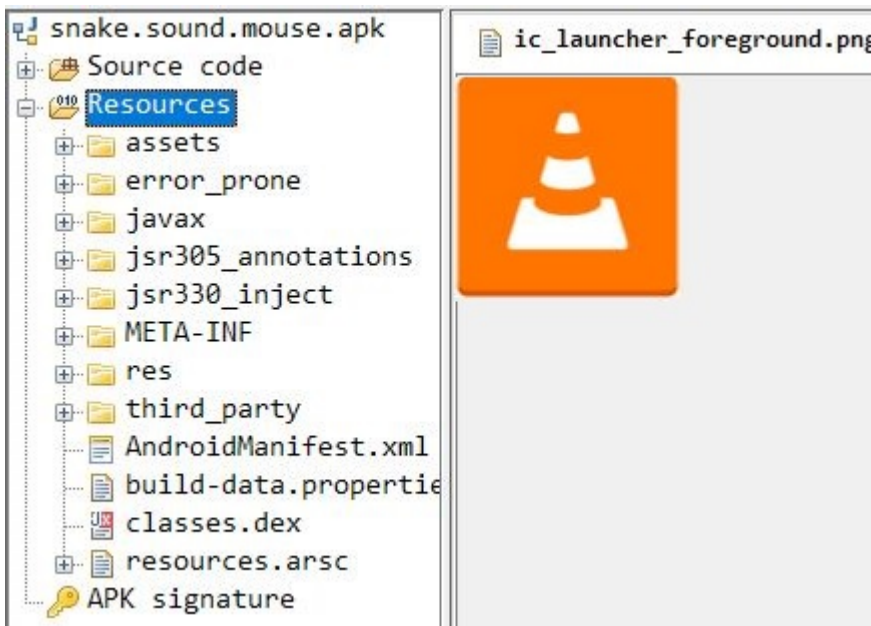 snake.sound.mouse.apk
Source code
Resources
assets
error_prone
javax
jsr305_annotations
jsr330_inject
META-INF
res
third_party
AndroidManifest.xml
build-data.propertie
classes.dex
resources.arsc
APK signature
ic_launcher_foreground.png